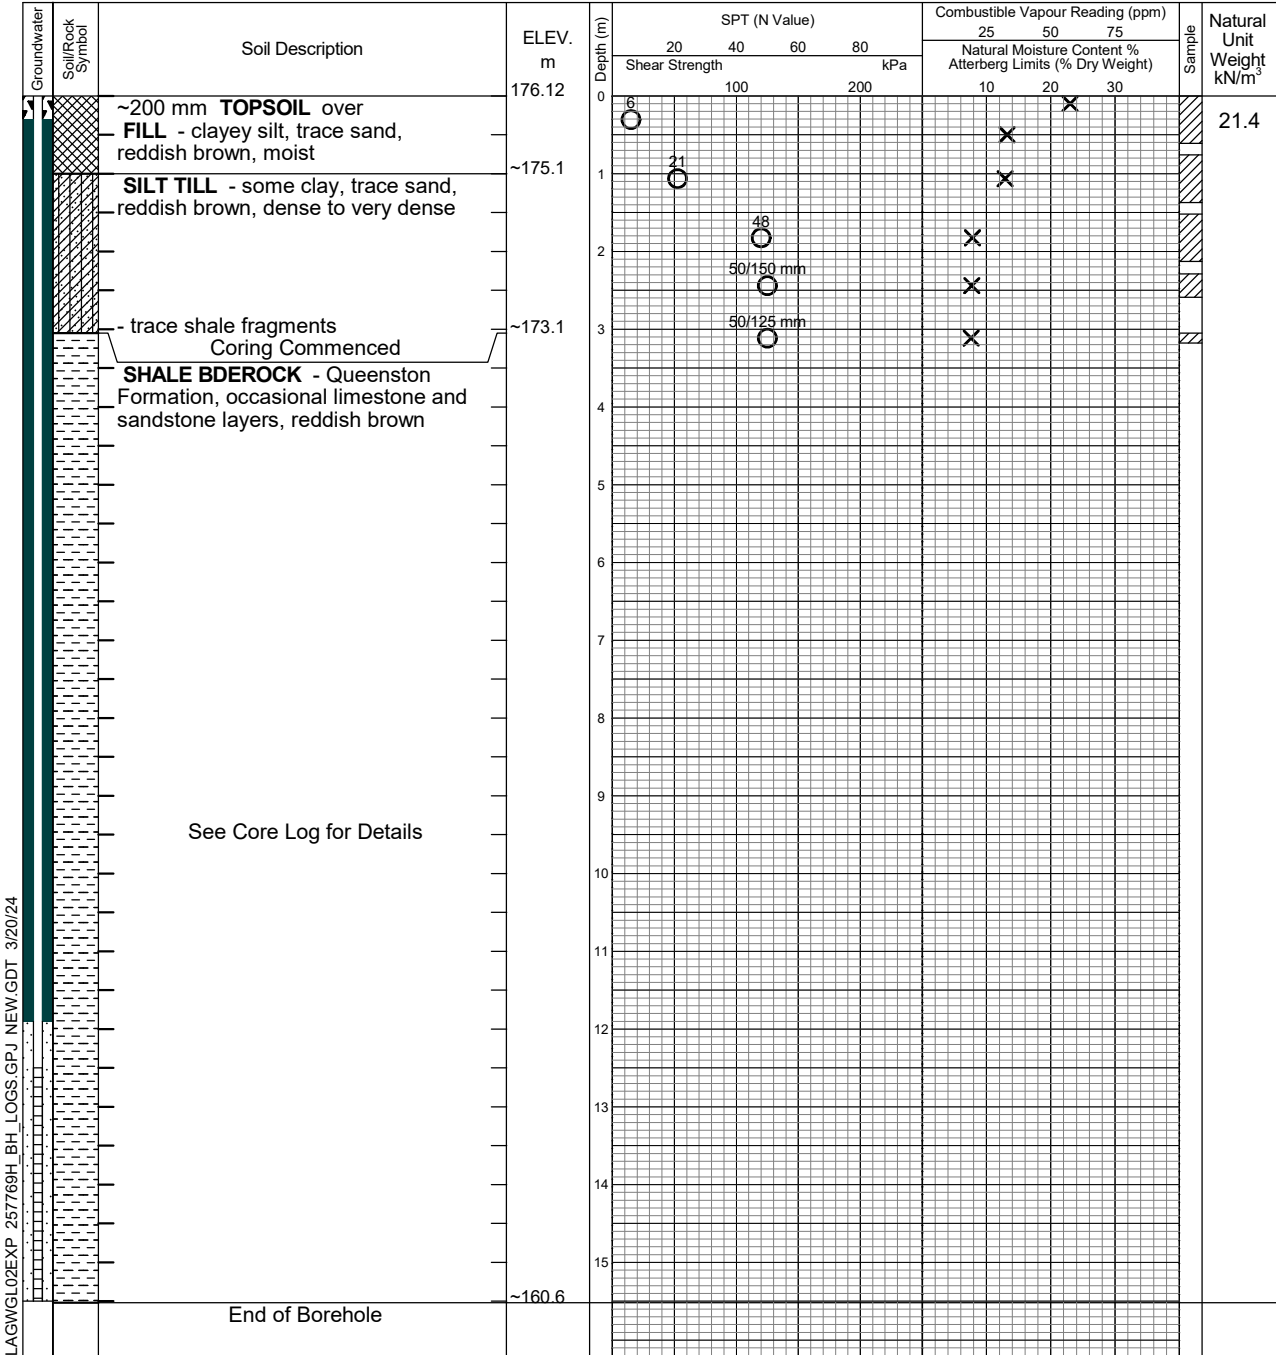 Groundwater
Soil/Rock
Symbol
Soil Description
ELEV.
m
Depth (m)
SPT (N Value)
20 40 60 80
Shear Strength kPa
100 200
Combustible Vapour Reading (ppm)
25 50 75
Natural Moisture Content %
Atterberg Limits (% Dry Weight)
10 20 30
Sample
Natural
Unit
Weight
kN/m³
176.12
0
~200 mm TOPSOIL over
FILL - clayey silt, trace sand,
reddish brown, moist
6
21.4
~175.1
1
SILT TILL - some clay, trace sand,
reddish brown, dense to very dense
21
48
2
50/150 mm
- trace shale fragments
~173.1
3
50/125 mm
Coring Commenced
SHALE BDEROCK - Queenston
Formation, occasional limestone and
sandstone layers, reddish brown
4
5
6
7
8
9
See Core Log for Details
10
11
12
13
14
15
~160.6
End of Borehole
LAGWGL02EXP 257769H_BH_LOGS.GPJ NEW.GDT 3/20/24